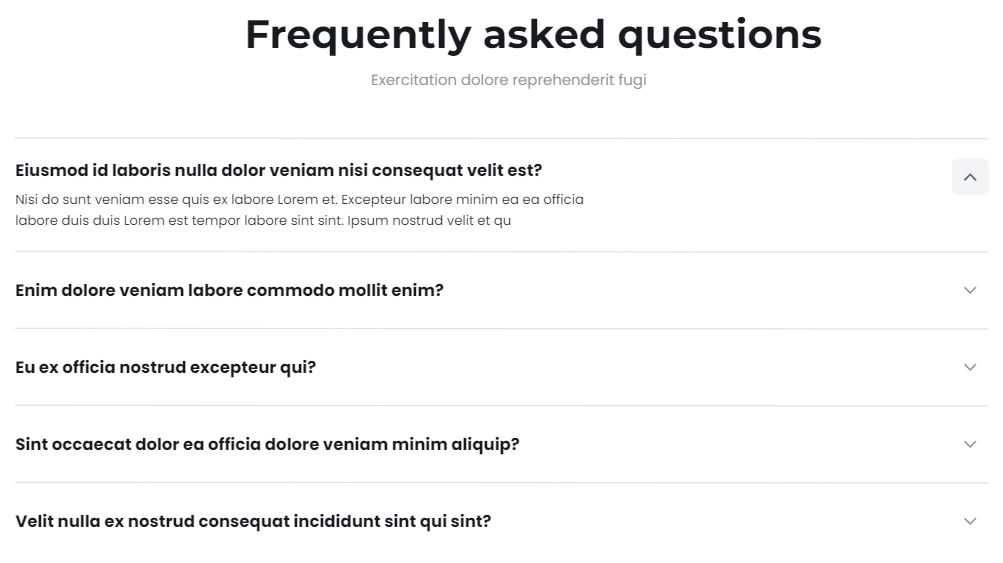 Frequently asked questions
Exercitation dolore reprehenderit fugi
Eiusmod id laboris nulla dolor veniam nisi consequat velit est?
Nisi do sunt veniam esse quis ex labore Lorem et. Excepteur labore minim ea ea officia
labore duis duis Lorem est tempor labore sint sint. Ipsum nostrud velit et qu
Enim dolore veniam labore commodo mollit enim?
Eu ex officia nostrud excepteur qui?
Sint occaecat dolor ea officia dolore veniam minim aliquip?
Velit nulla ex nostrud consequat incididunt sint qui sint?